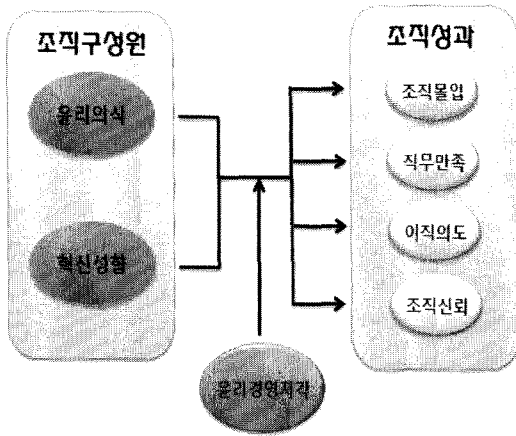 조직구성원
윤리의식
혁신성향
조직성과
조직몰입
직무만족
이직의도
조직신뢰
윤리경영지각